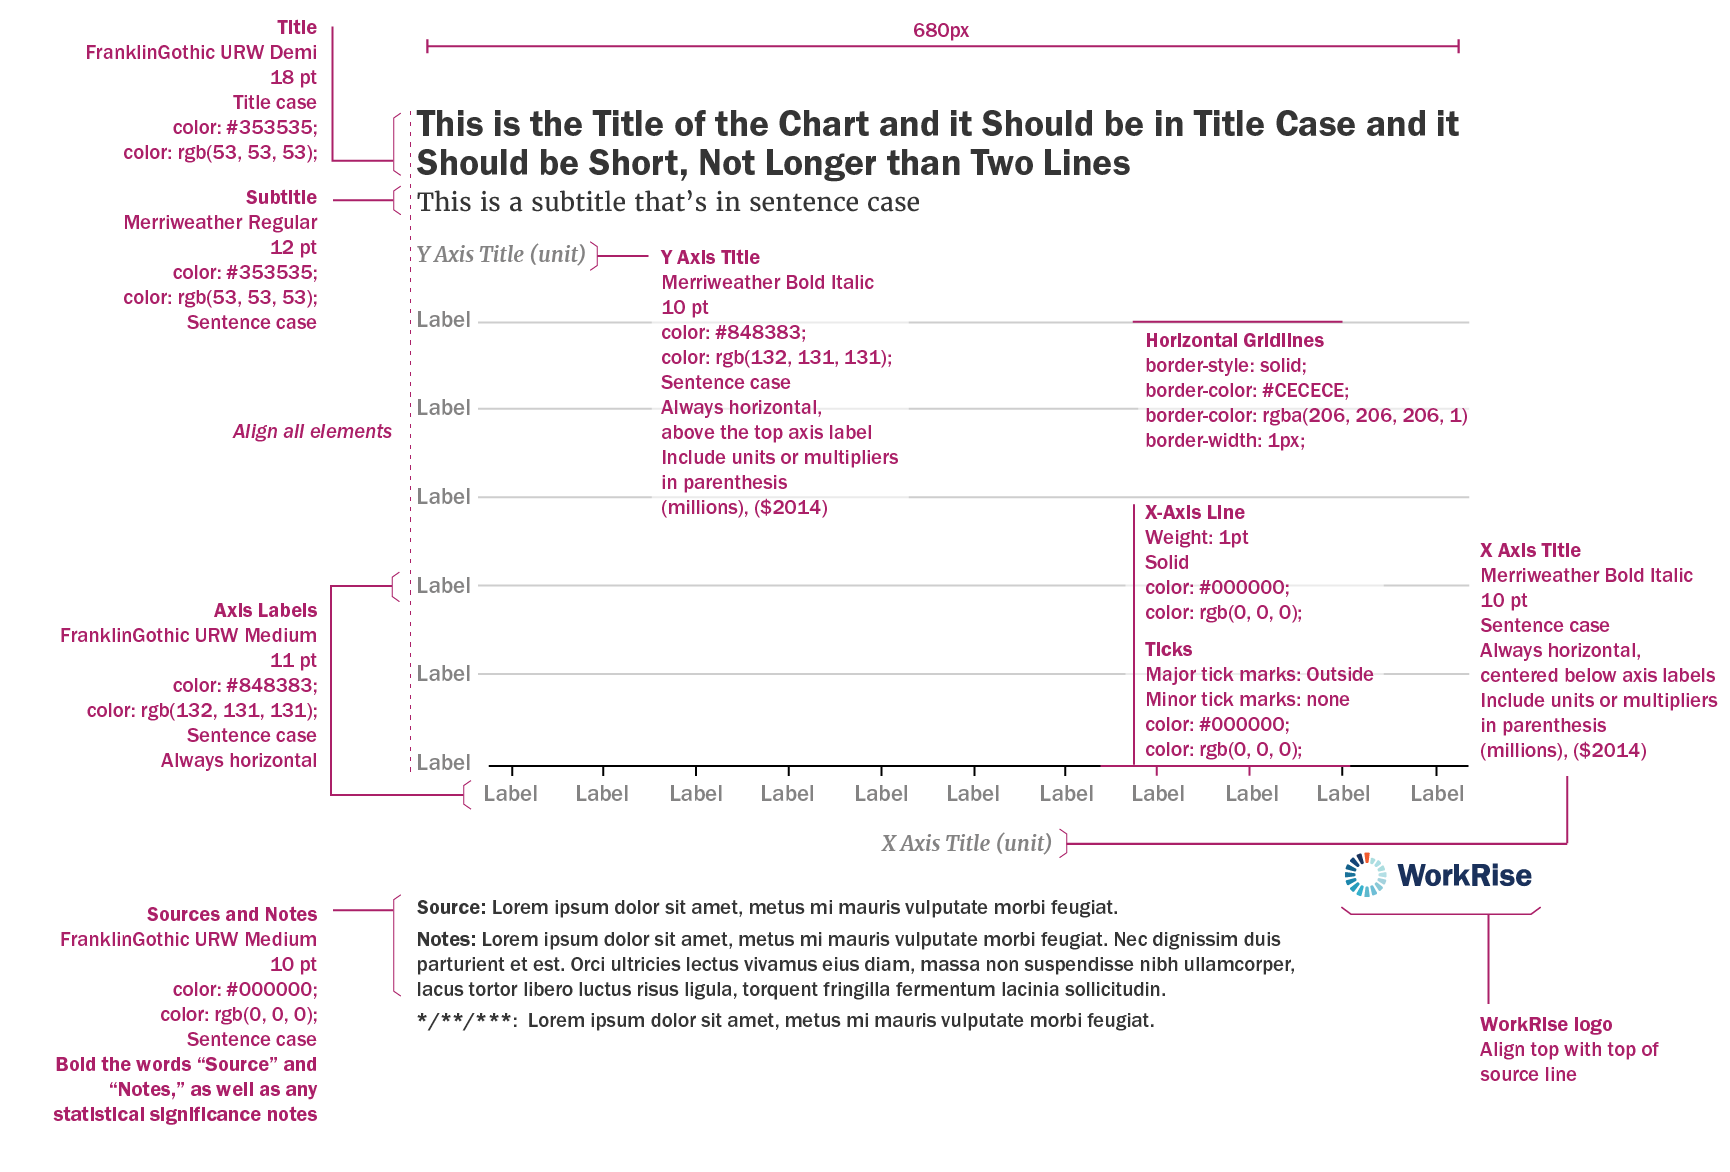 Title
FranklinGothic URW Demi
18 pt
Title case
color: #353535;
color: rgb(53, 53, 53);
680px
This is the Title of the Chart and it Should be in Title Case and it
Should be Short, Not Longer than Two Lines
Subtitle
Merriweather Regular
12 pt
color: #353535;
color: rgb(53, 53, 53);
Sentence case
This is a subtitle that’s in sentence case
Y Axis Title (unit)
Y Axis Title
Merriweather Bold Italic
10 pt
color: #848383;
color: rgb(132, 131, 131);
Sentence case
Always horizontal,
above the top axis label
Include units or multipliers
in parenthesis
(millions), ($2014)
Label
Label
Label
Label
Label
Label
Horizontal Gridlines
border-style: solid;
border-color: #CECECE;
border-color: rgba(206, 206, 206, 1)
border-width: 1px;
Align all elements
X-Axis Line
Weight: 1pt
Solid
color: #000000;
color: rgb(0, 0, 0);
Ticks
Major tick marks: Outside
Minor tick marks: none
color: #000000;
color: rgb(0, 0, 0);
X Axis Title
Merriweather Bold Italic
10 pt
Sentence case
Always horizontal,
centered below axis labels
Include units or multipliers
in parenthesis
(millions), ($2014)
Axis Labels
FranklinGothic URW Medium
11 pt
color: #848383;
color: rgb(132, 131, 131);
Sentence case
Always horizontal
Label Label Label Label Label Label Label Label Label Label Label
X Axis Title (unit)
WorkRise
Sources and Notes
FranklinGothic URW Medium
10 pt
color: #000000;
color: rgb(0, 0, 0);
Sentence case
Bold the words “Source” and
“Notes,” as well as any
statistical significance notes
Source: Lorem ipsum dolor sit amet, metus mi mauris vulputate morbi feugiat.
Notes: Lorem ipsum dolor sit amet, metus mi mauris vulputate morbi feugiat. Nec dignissim duis
parturient et est. Orci ultricies lectus vivamus eius diam, massa non suspendisse nibh ullamcorper,
lacus tortor libero luctus risus ligula, torquent fringilla fermentum lacinia sollicitudin.
*/**/***: Lorem ipsum dolor sit amet, metus mi mauris vulputate morbi feugiat.
WorkRise logo
Align top with top of
source line